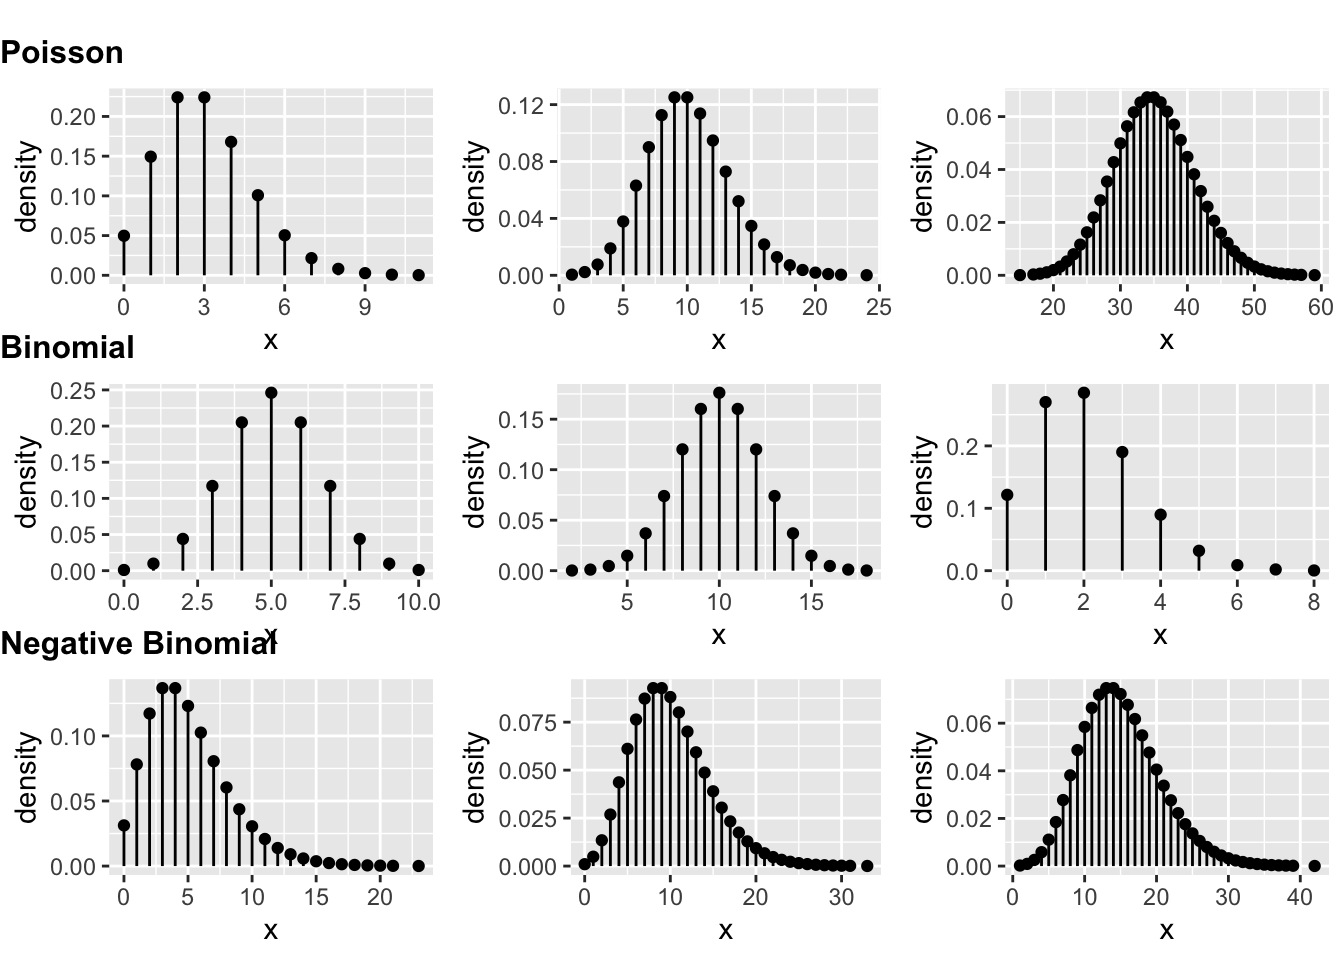 Poisson
density
0.20
0.15
0.10
0.05
0.00
0 3 6 9
x
density
0.12
0.08
0.04
0.00
0 5 10 15 20 25
x
density
0.06
0.04
0.02
0.00
20 30 40 50 60
x
Binomial
density
0.25
0.20
0.15
0.10
0.05
0.00
0.0 2.5 5.0 7.5 10.0
x
density
0.15
0.10
0.05
0.00
5 10 15
x
density
0.2
0.1
0.0
0 2 4 6 8
x
Negative Binomial
density
0.10
0.05
0.00
0 5 10 15 20
x
density
0.075
0.050
0.025
0.000
0 10 20 30
x
density
0.06
0.04
0.02
0.00
0 10 20 30 40
x